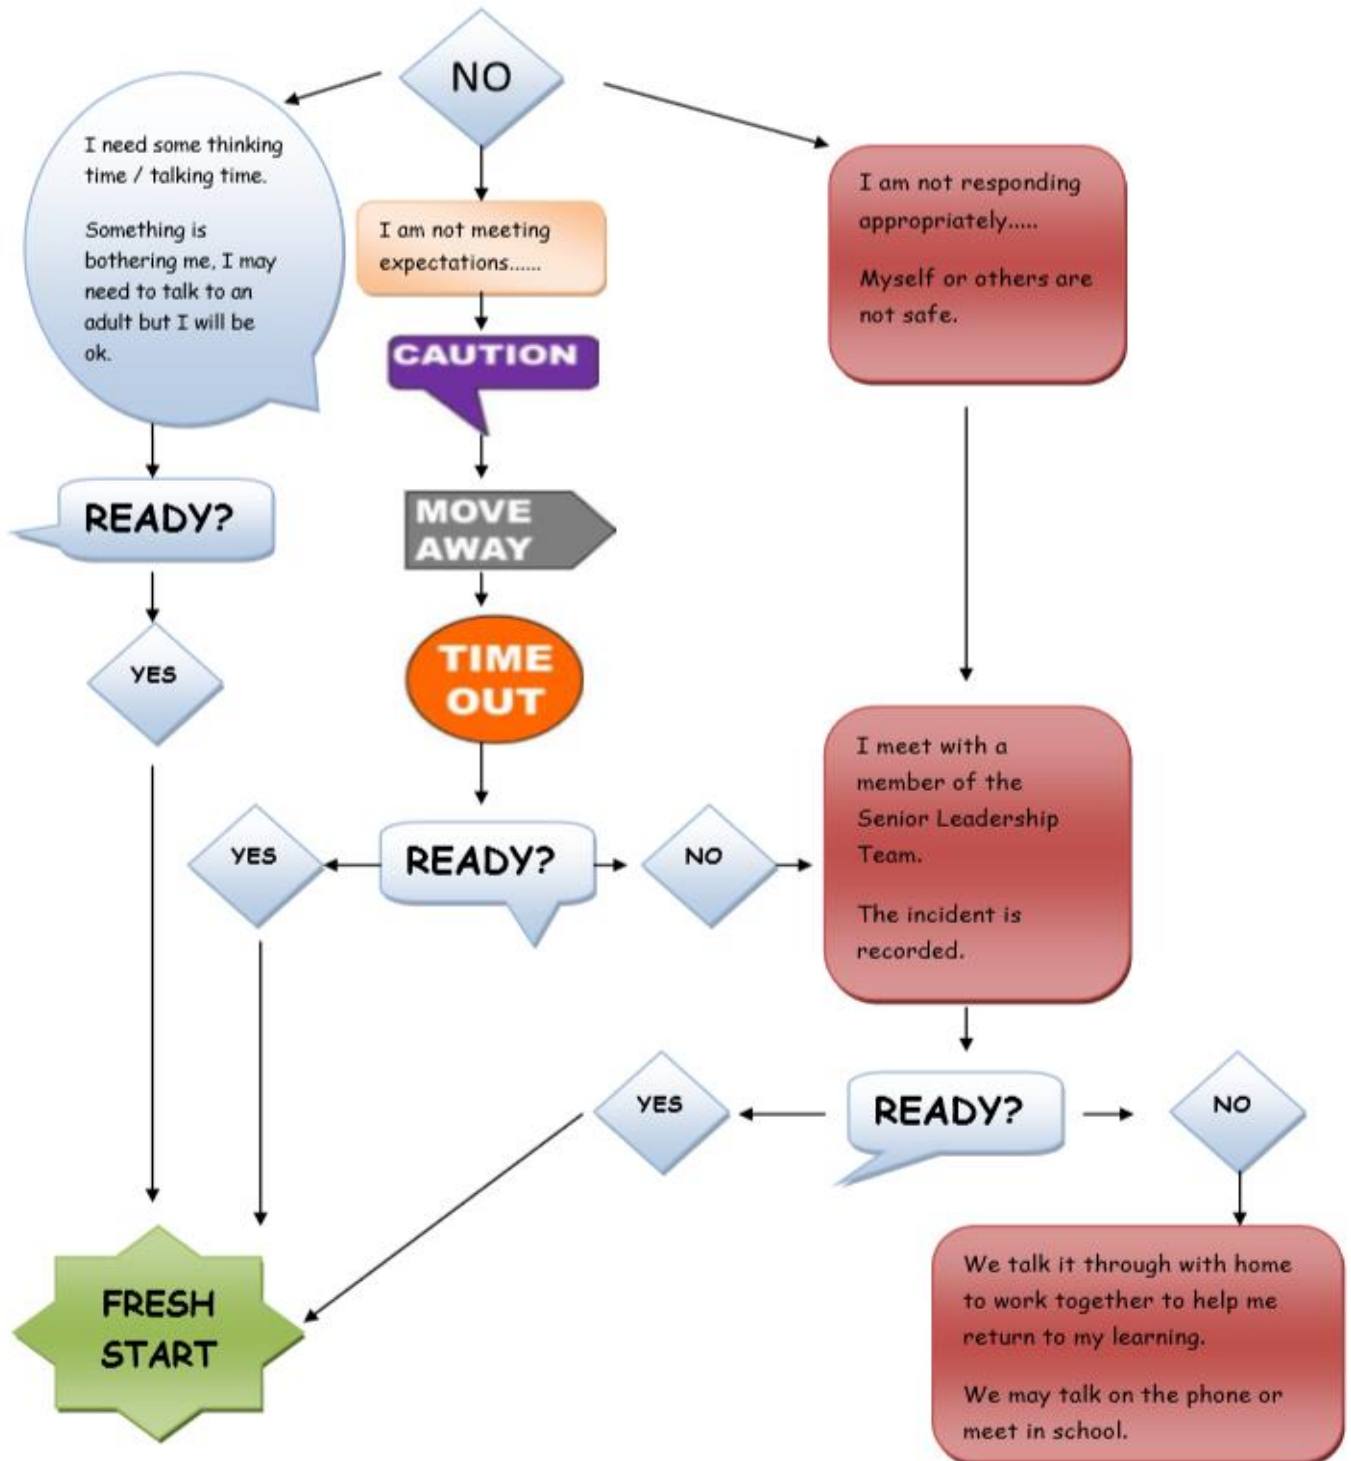 NO
I need some thinking
time / talking time.
Something is
bothering me, I may
need to talk to an
adult but I will be
ok.
I am not meeting
expectations......
I am not responding
appropriately.....
Myself or others are
not safe.
CAUTION
READY?
MOVE
AWAY
YES
TIME
OUT
YES
READY?
NO
I meet with a
member of the
Senior Leadership
Team.
The incident is
recorded.
YES
READY?
NO
FRESH
START
We talk it through with home
to work together to help me
return to my learning.
We may talk on the phone or
meet in school.